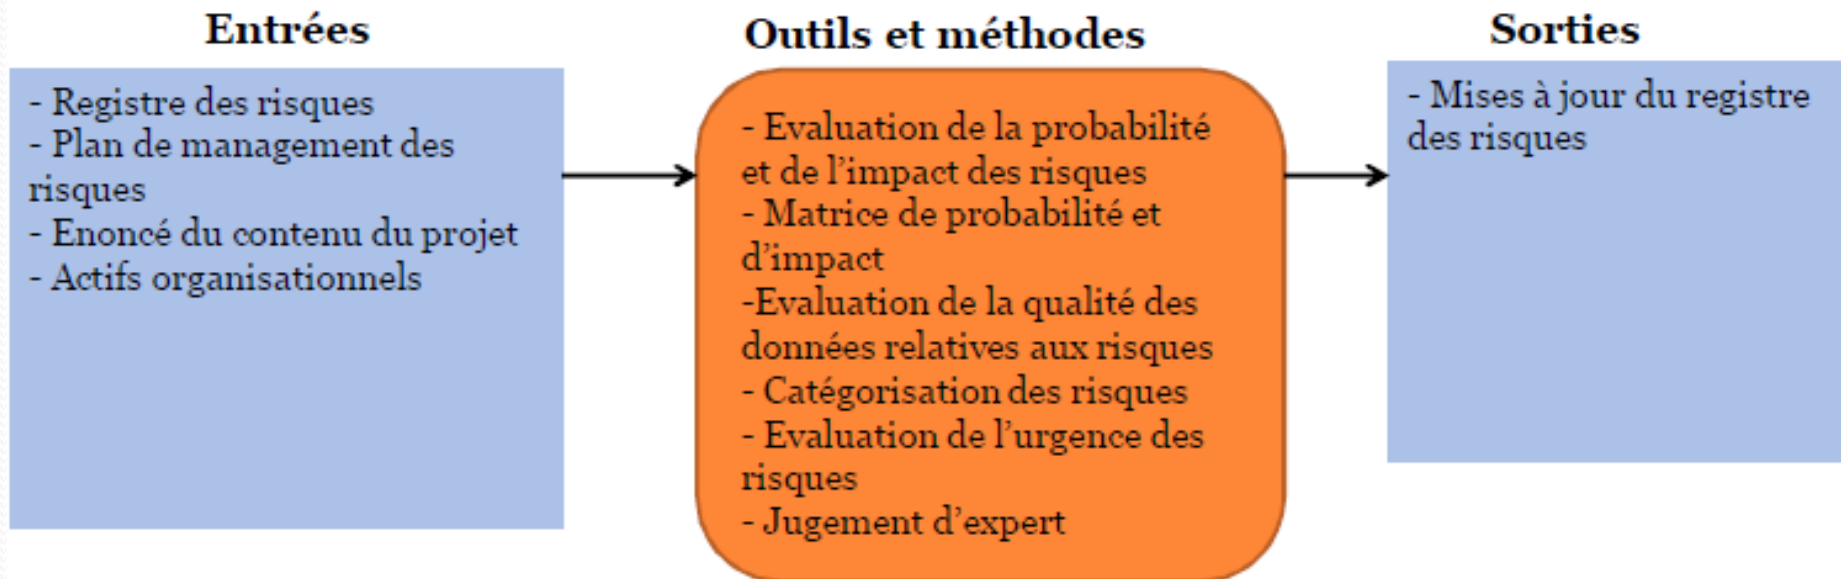 Entrées
- Registre des risques
- Plan de management des
risques
- Enoncé du contenu du projet
- Actifs organisationnels
Outils et méthodes
- Evaluation de la probabilité
et de l’impact des risques
- Matrice de probabilité et
d’impact
-Evaluation de la qualité des
données relatives aux risques
- Catégorisation des risques
- Evaluation de l’urgence des
risques
- Jugement d’expert
Sorties
- Mises à jour du registre
des risques